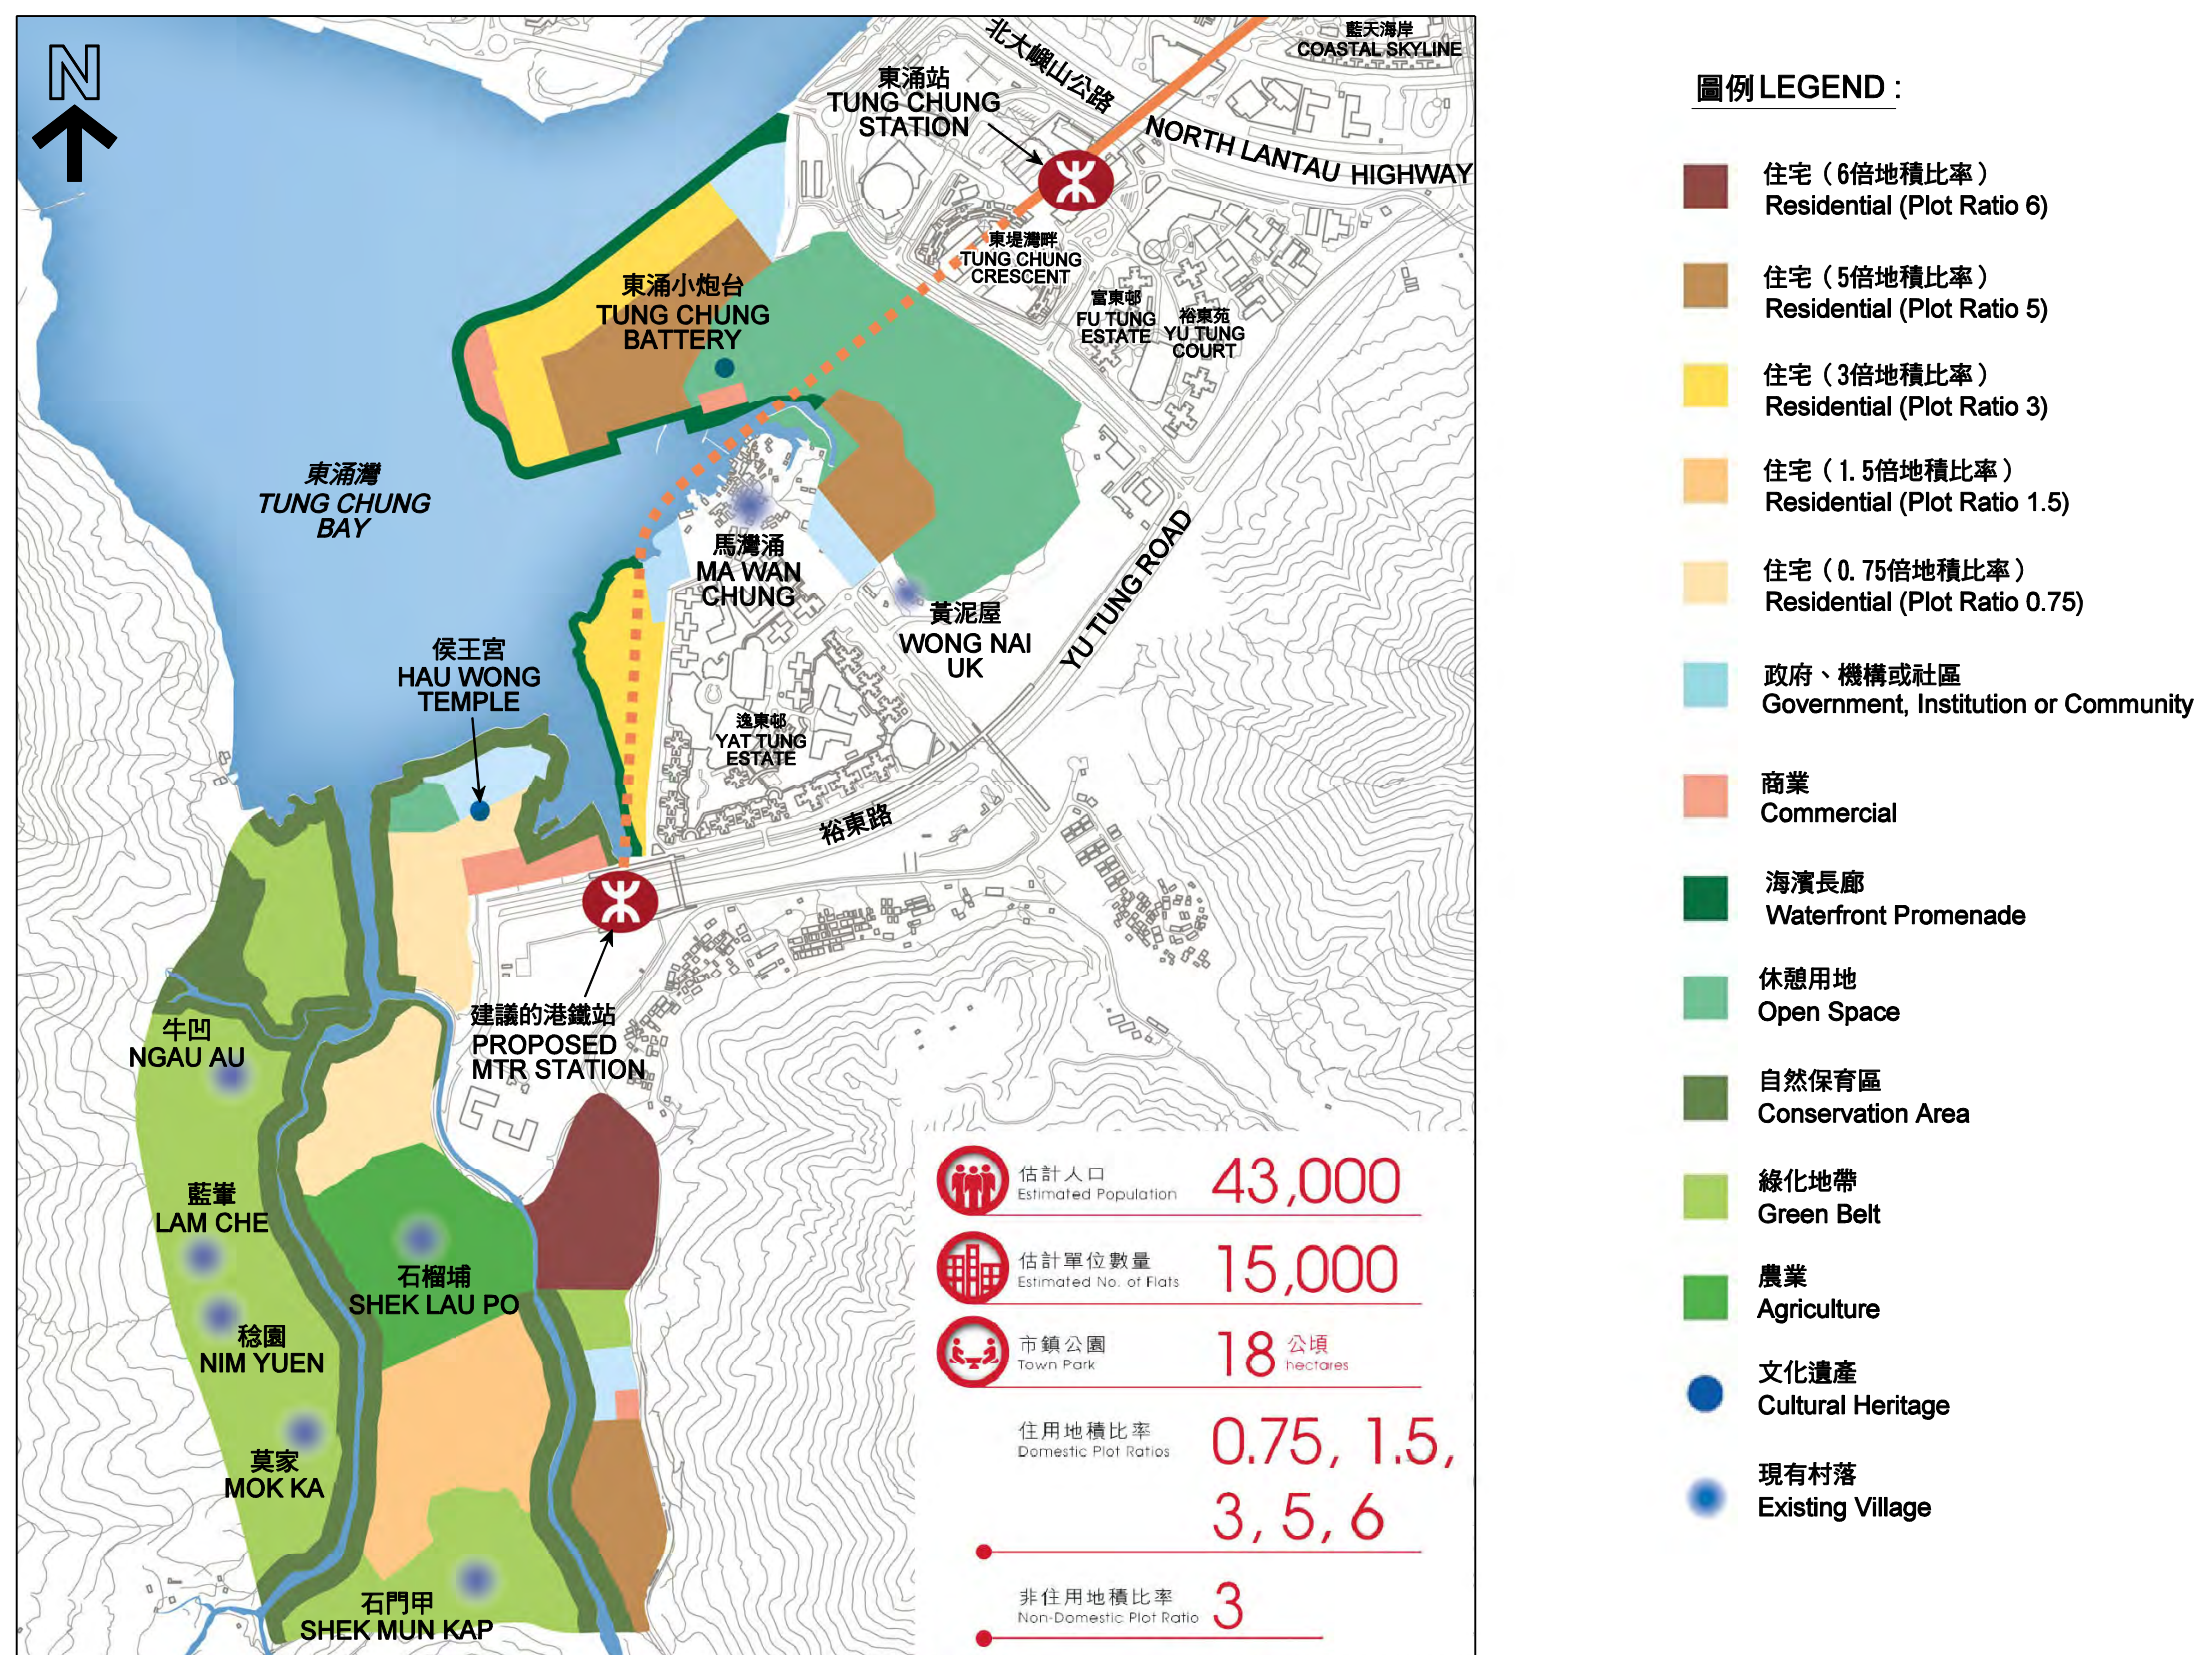 N
藍天海岸
COASTAL SKYLINE
北大嶼山公路
NORTH LANTAU HIGHWAY
東涌站
TUNG CHUNG
STATION
東堤灣畔
TUNG CHUNG
CRESCENT
富東邨
FU TUNG
ESTATE
裕東苑
YU TUNG
COURT
東涌小炮台
TUNG CHUNG
BATTERY
東涌灣
TUNG CHUNG
BAY
馬灣涌
MA WAN
CHUNG
黃泥屋
WONG NAI
UK
YU TUNG ROAD
侯王宮
HAU WONG
TEMPLE
逸東邨
YAT TUNG
ESTATE
裕東路
建議的港鐵站
PROPOSED
MTR STATION
牛凹
NGAU AU
藍輋
LAM CHE
石榴埔
SHEK LAU PO
稔園
NIM YUEN
莫家
MOK KA
石門甲
SHEK MUN KAP
估計人口
Estimated Population
43,000
估計單位數量
Estimated No. of Flats
15,000
市鎮公園
Town Park
18 公頃
hectares
住用地積比率
Domestic Plot Ratios
0.75, 1.5,
3, 5, 6
非住用地積比率
Non-Domestic Plot Ratio
3
圖例 LEGEND :
住宅（6倍地積比率）
Residential (Plot Ratio 6)
住宅（5倍地積比率）
Residential (Plot Ratio 5)
住宅（3倍地積比率）
Residential (Plot Ratio 3)
住宅（1.5倍地積比率）
Residential (Plot Ratio 1.5)
住宅（0.75倍地積比率）
Residential (Plot Ratio 0.75)
政府、機構或社區
Government, Institution or Community
商業
Commercial
海濱長廊
Waterfront Promenade
休憩用地
Open Space
自然保育區
Conservation Area
綠化地帶
Green Belt
農業
Agriculture
文化遺產
Cultural Heritage
現有村落
Existing Village